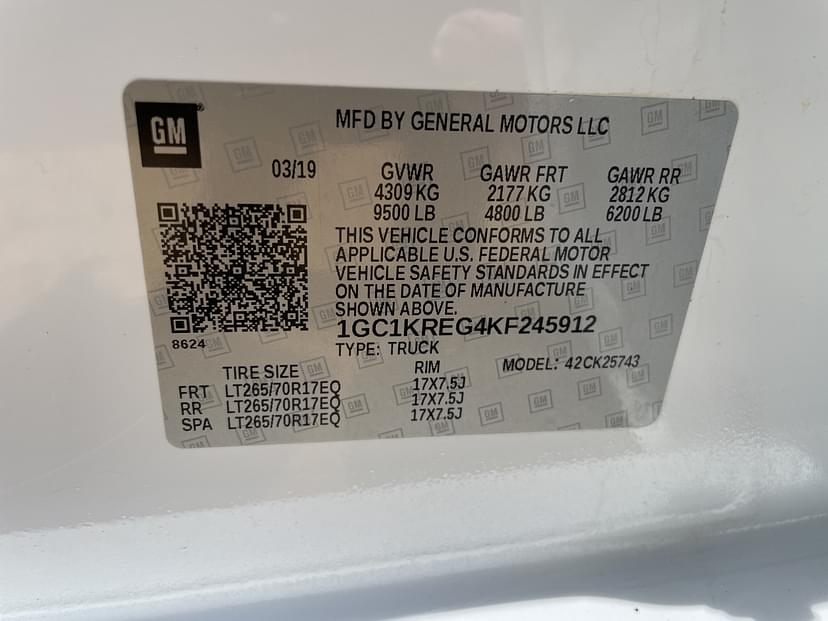 GM
MFD BY GENERAL MOTORS LLC
03/19 GVWR GAWR FRT GAWR RR
4309 KG 2177 KG 2812 KG
9500 LB 4800 LB 6200 LB
THIS VEHICLE CONFORMS TO ALL
APPLICABLE U.S. FEDERAL MOTOR
VEHICLE SAFETY STANDARDS IN EFFECT
ON THE DATE OF MANUFACTURE
SHOWN ABOVE.
1GC1KREG4KF245912
8624
TYPE: TRUCK
MODEL: 42CK25743
TIRE SIZE RIM
FRT LT265/70R17EQ 17X7.5J
RR LT265/70R17EQ 17X7.5J
SPA LT265/70R17EQ 17X7.5J